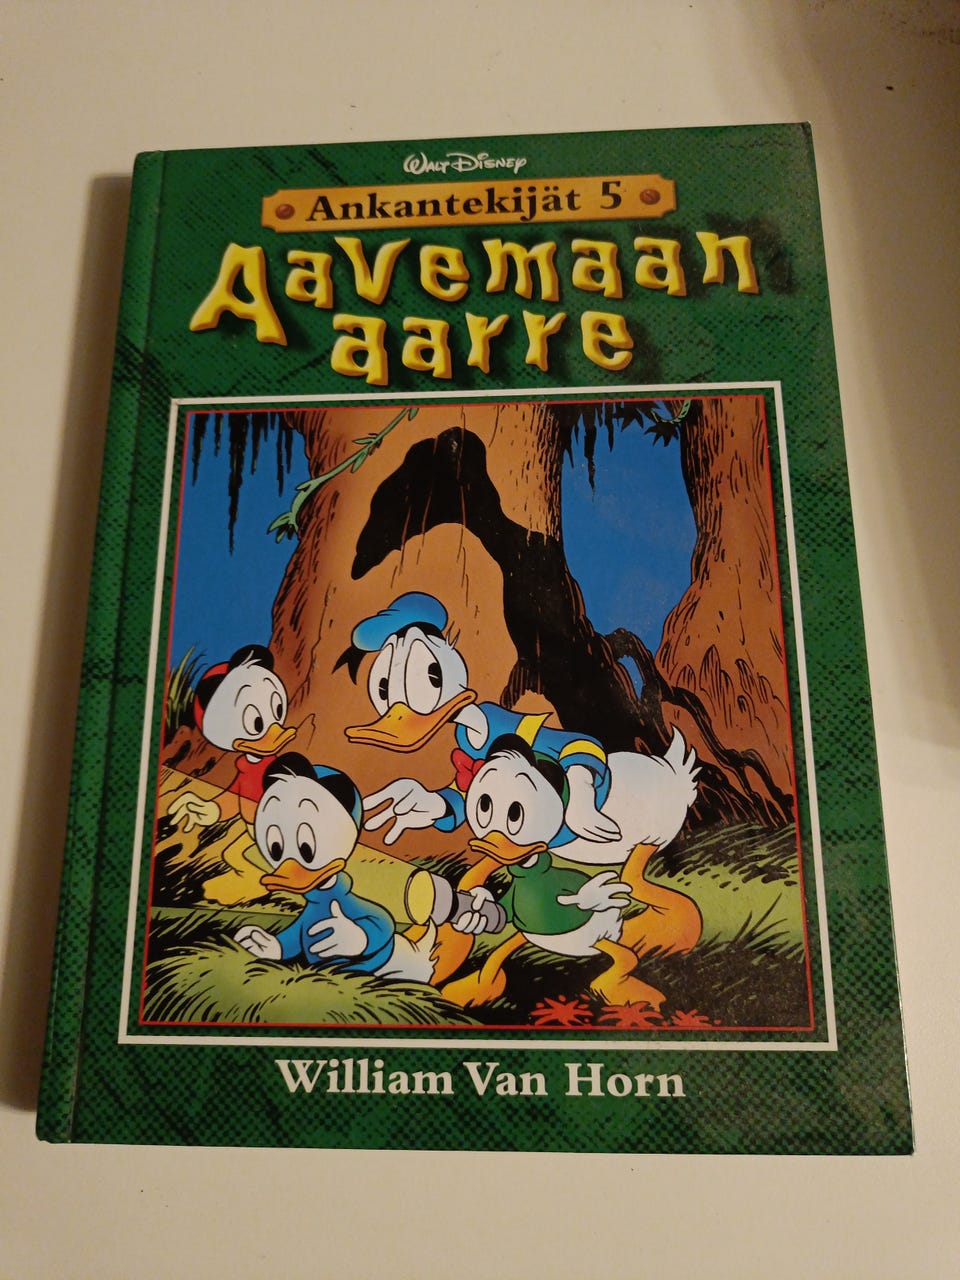 Walt Disney
Ankantekijät 5
Aavemaan
aarre
William Van Horn